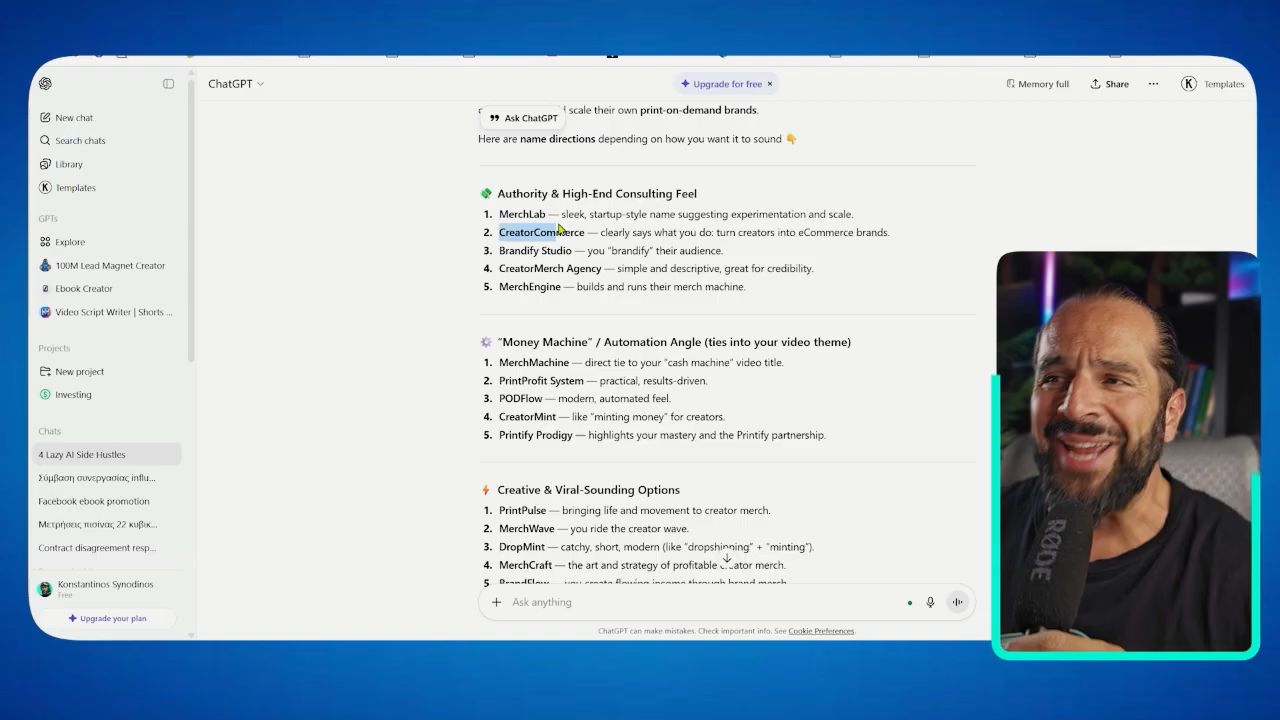 ChatGPT
Upgrade for free ×
Memory full
Share
K Templates
New chat
Search chats
Library
K Templates
GPTs
Explore
100M Lead Magnet Creator
Ebook Creator
Video Script Writer | Shorts ...
Projects
New project
Investing
Chats
4 Lazy AI Side Hustles
Σύμβαση συνεργασίας influ...
Facebook ebook promotion
Μετρήσεις πισίνας 22 κυβικ...
Contract disagreement resp...
Konstantinos Synodinos
Free
Upgrade your plan
scale their own print-on-demand brands.
Ask ChatGPT
Here are name directions depending on how you want it to sound 👇
💸 Authority & High-End Consulting Feel
1. MerchLab — sleek, startup-style name suggesting experimentation and scale.
2. CreatorCommerce — clearly says what you do: turn creators into eCommerce brands.
3. Brandify Studio — you “brandify” their audience.
4. CreatorMerch Agency — simple and descriptive, great for credibility.
5. MerchEngine — builds and runs their merch machine.
⚙️ “Money Machine” / Automation Angle (ties into your video theme)
1. MerchMachine — direct tie to your “cash machine” video title.
2. PrintProfit System — practical, results-driven.
3. PODFlow — modern, automated feel.
4. CreatorMint — like “minting money” for creators.
5. Printify Prodigy — highlights your mastery and the Printify partnership.
⚡ Creative & Viral-Sounding Options
1. PrintPulse — bringing life and movement to creator merch.
2. MerchWave — you ride the creator wave.
3. DropMint — catchy, short, modern (like “dropshipping” + “minting”).
4. MerchCraft — the art and strategy of profitable creator merch.
5. BrandFlow — you create flowing income through brand merch.
Ask anything
ChatGPT can make mistakes. Check important info. See Cookie Preferences.
RØDE